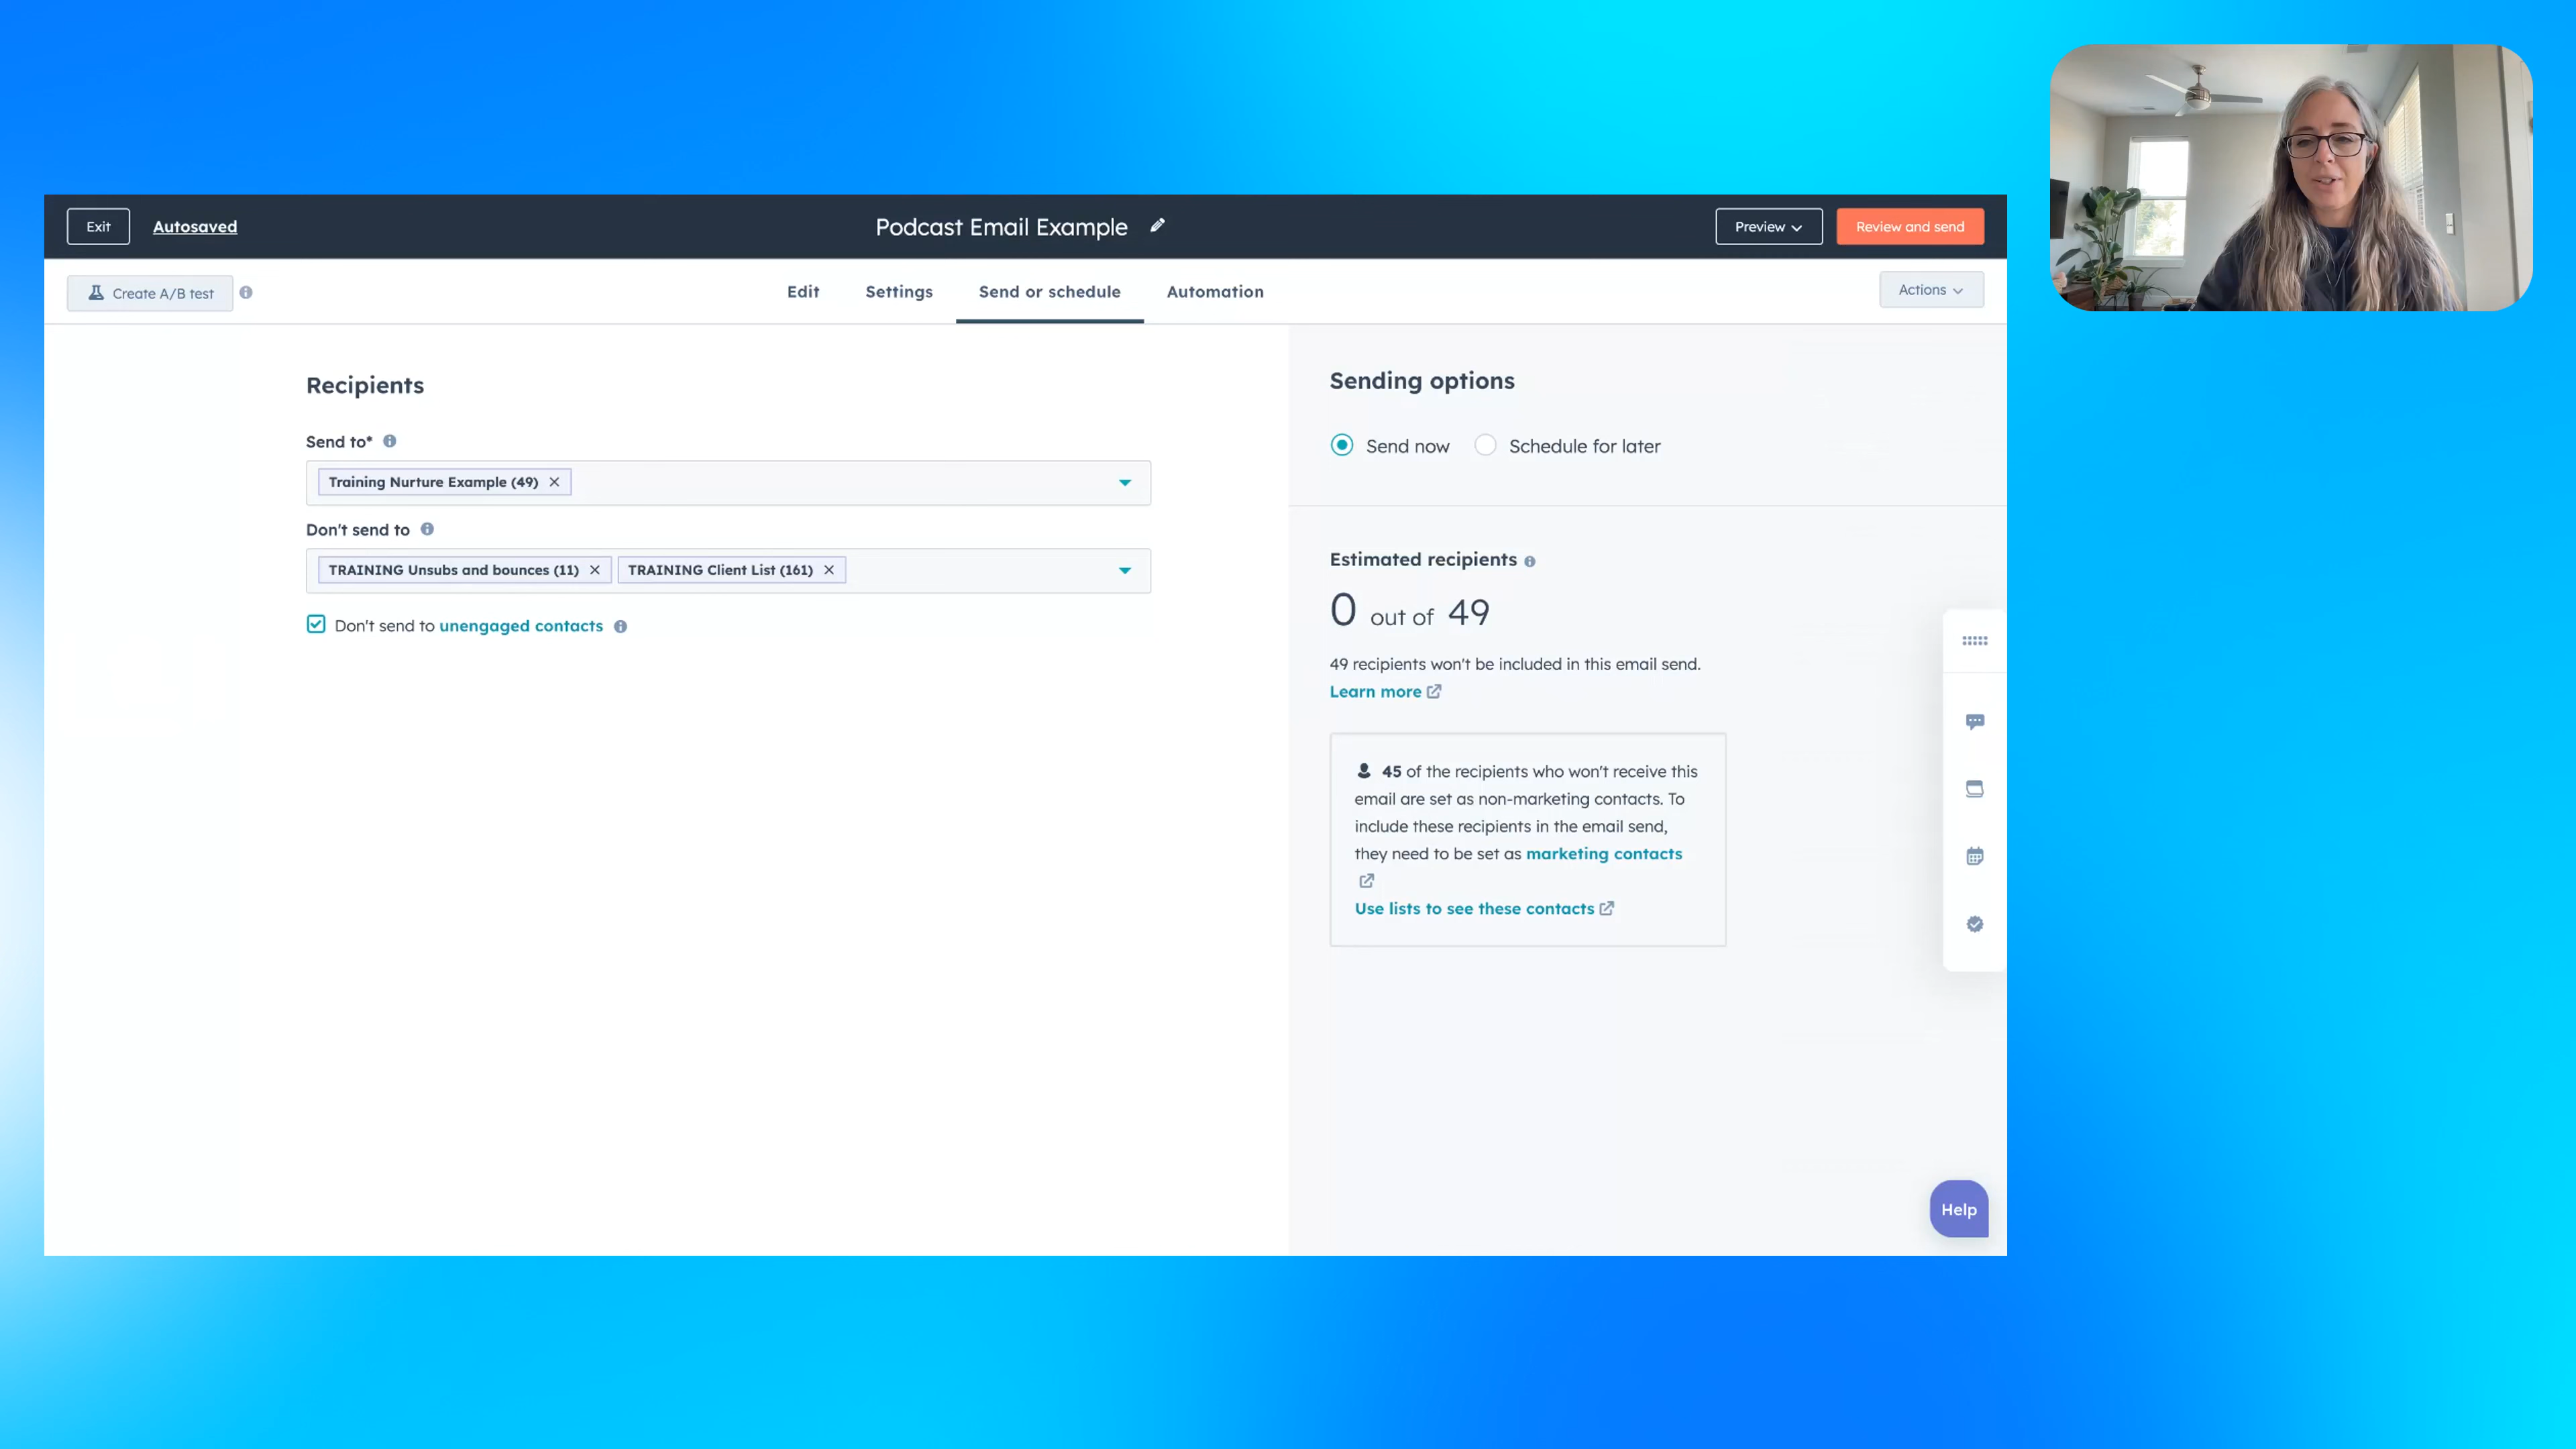 Exit
Autosaved
Podcast Email Example
Preview
Review and send
Create A/B test
Edit
Settings
Send or schedule
Automation
Actions
Recipients
Send to*
Training Nurture Example (49)
Don't send to
TRAINING Unsubs and bounces (11)
TRAINING Client List (161)
Don't send to unengaged contacts
Sending options
Send now
Schedule for later
Estimated recipients
0 out of 49
49 recipients won't be included in this email send.
Learn more
45 of the recipients who won't receive this
email are set as non-marketing contacts. To
include these recipients in the email send,
they need to be set as marketing contacts
Use lists to see these contacts
Help